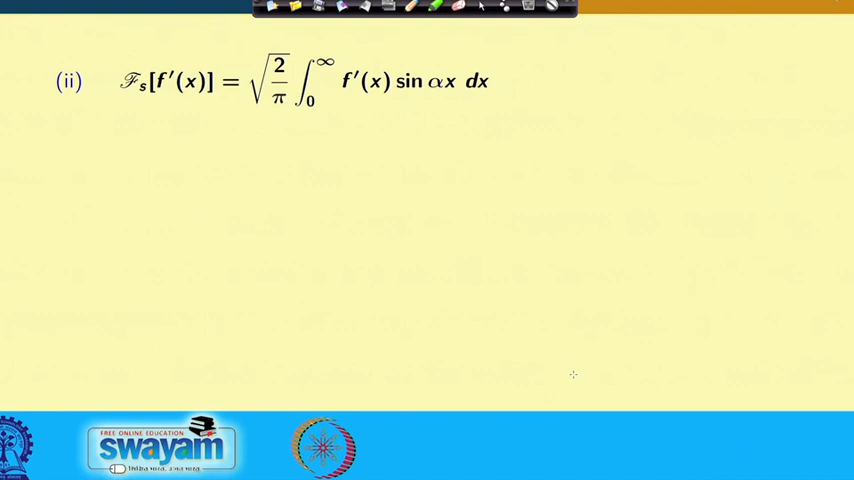 (ii) ℱₛ[f′(x)] = √(2/π) ∫₀^∞ f′(x) sin αx dx
FREE ONLINE EDUCATION
swayam